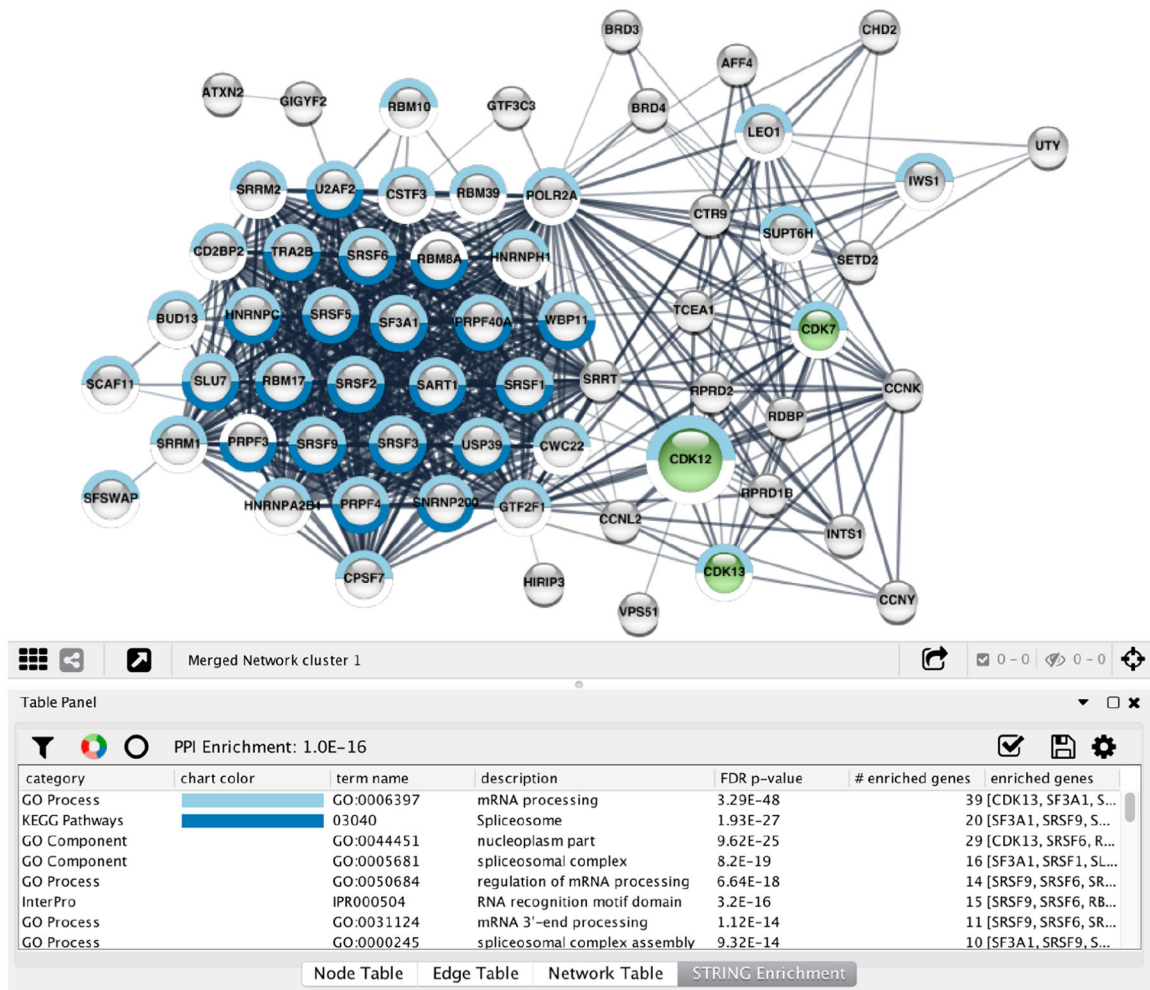 BRD3
CHD2
AFF4
ATXN2
GIGYF2
RBM10
GTF3C3
BRD4
LEO1
UTY
SRRM2
U2AF2
CSTF3
RBM39
POLR2A
IWS1
CTR9
SUPT6H
CD2BP2
TRA2B
SRSF6
RBM8A
HNRNPH1
SETD2
BUD13
HNRNPC
SRSF5
SF3A1
PRPF40A
WBP11
TCEA1
CDK7
SCAF11
SLU7
RBM17
SRSF2
SART1
SRSF1
SRRT
RPRD2
CCNK
RDBP
SRRM1
PRPF3
SRSF9
SRSF3
USP39
CWC22
CDK12
SFSWAP
HNRNPA2B1
PRPF4
SNRNP200
GTF2F1
RPRD1B
CCNL2
INTS1
CPSF7
HIRIP3
CDK13
VPS51
CCNY
Merged Network cluster 1
0 - 0
0 - 0
Table Panel
PPI Enrichment: 1.0E-16
category chart color term name description FDR p-value # enriched genes enriched genes
GO Process GO:0006397 mRNA processing 3.29E-48 39 [CDK13, SF3A1, S...
KEGG Pathways 03040 Spliceosome 1.93E-27 20 [SF3A1, SRSF9, S...
GO Component GO:0044451 nucleoplasm part 9.62E-25 29 [CDK13, SRSF6, R...
GO Component GO:0005681 spliceosomal complex 8.2E-19 16 [SF3A1, SRSF1, SL...
GO Process GO:0050684 regulation of mRNA processing 6.64E-18 14 [SRSF9, SRSF6, SR...
InterPro IPR000504 RNA recognition motif domain 3.2E-16 15 [SRSF9, SRSF6, RB...
GO Process GO:0031124 mRNA 3'-end processing 1.12E-14 11 [SRSF9, SRSF6, SR...
GO Process GO:0000245 spliceosomal complex assembly 9.32E-14 10 [SF3A1, SRSF9, S...
Node Table Edge Table Network Table STRING Enrichment